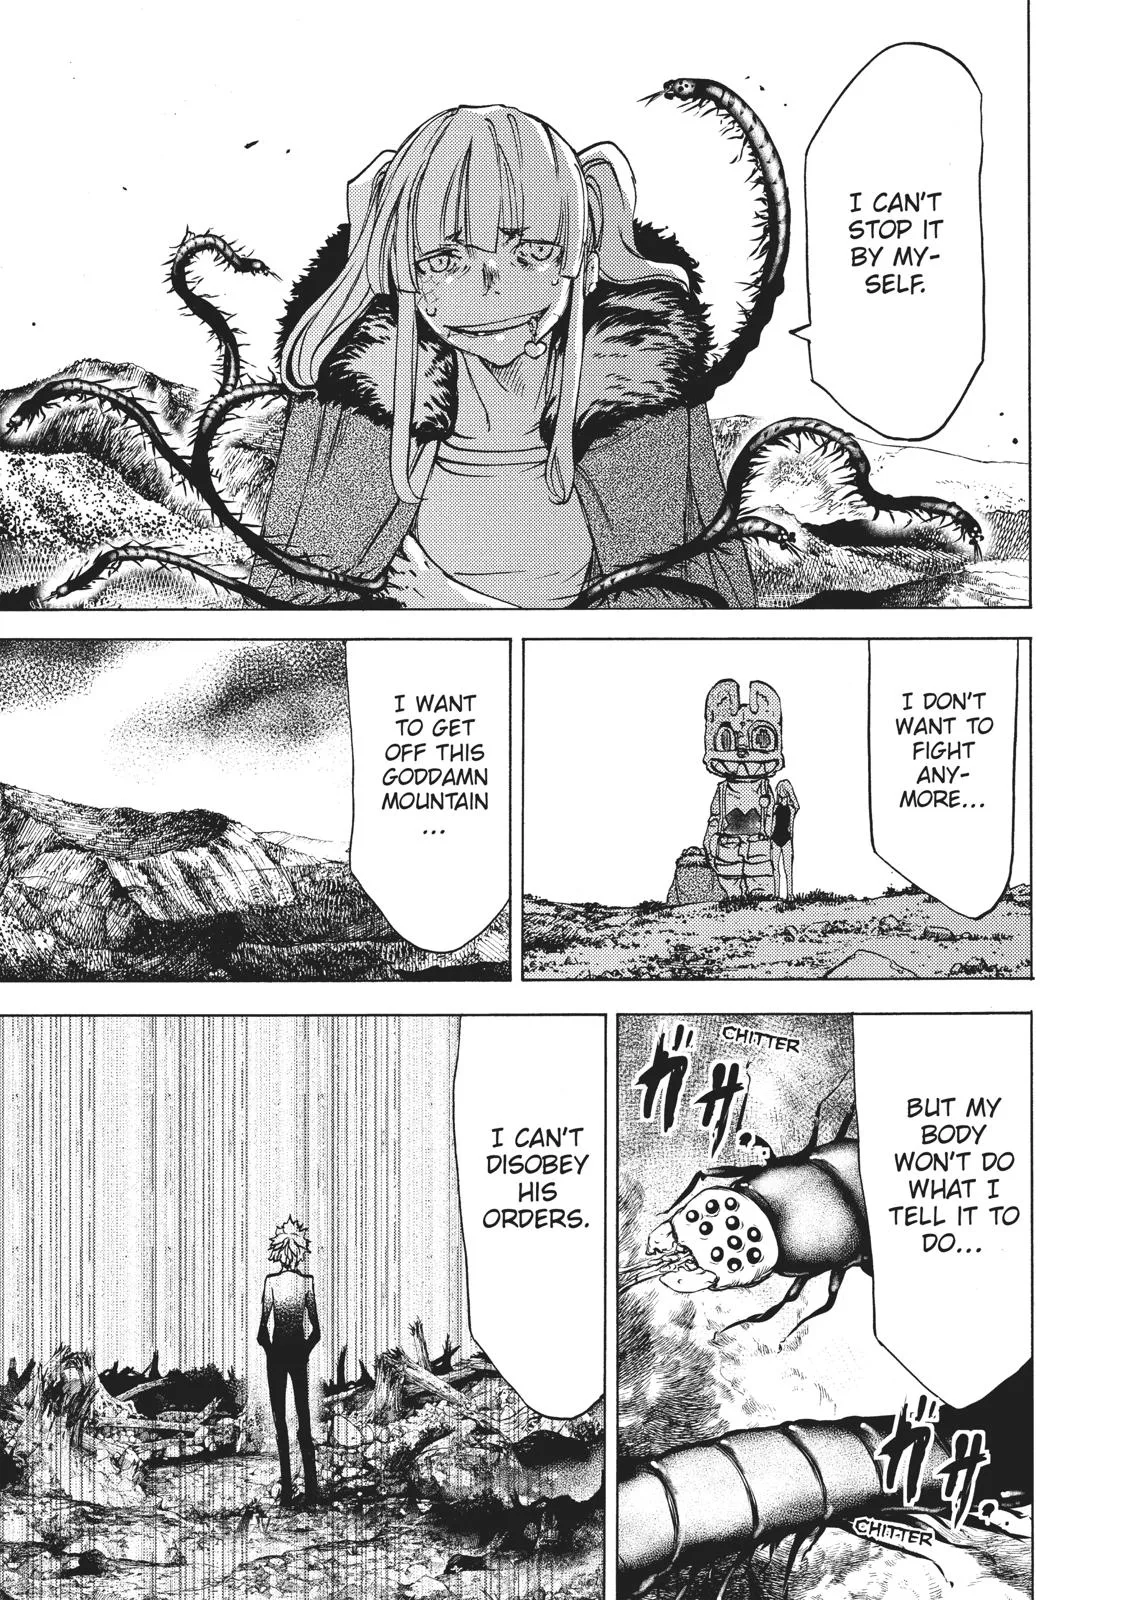 I CAN'T
STOP IT
BY MY-
SELF.
I DON'T
WANT TO
FIGHT
ANY-
MORE...
I WANT
TO GET
OFF THIS
GODDAMN
MOUNTAIN
...
CHITTER
ガサ
BUT MY
BODY
WON'T DO
WHAT I
TELL IT TO
DO...
ガサ
CHITTER
I CAN'T
DISOBEY
HIS
ORDERS.